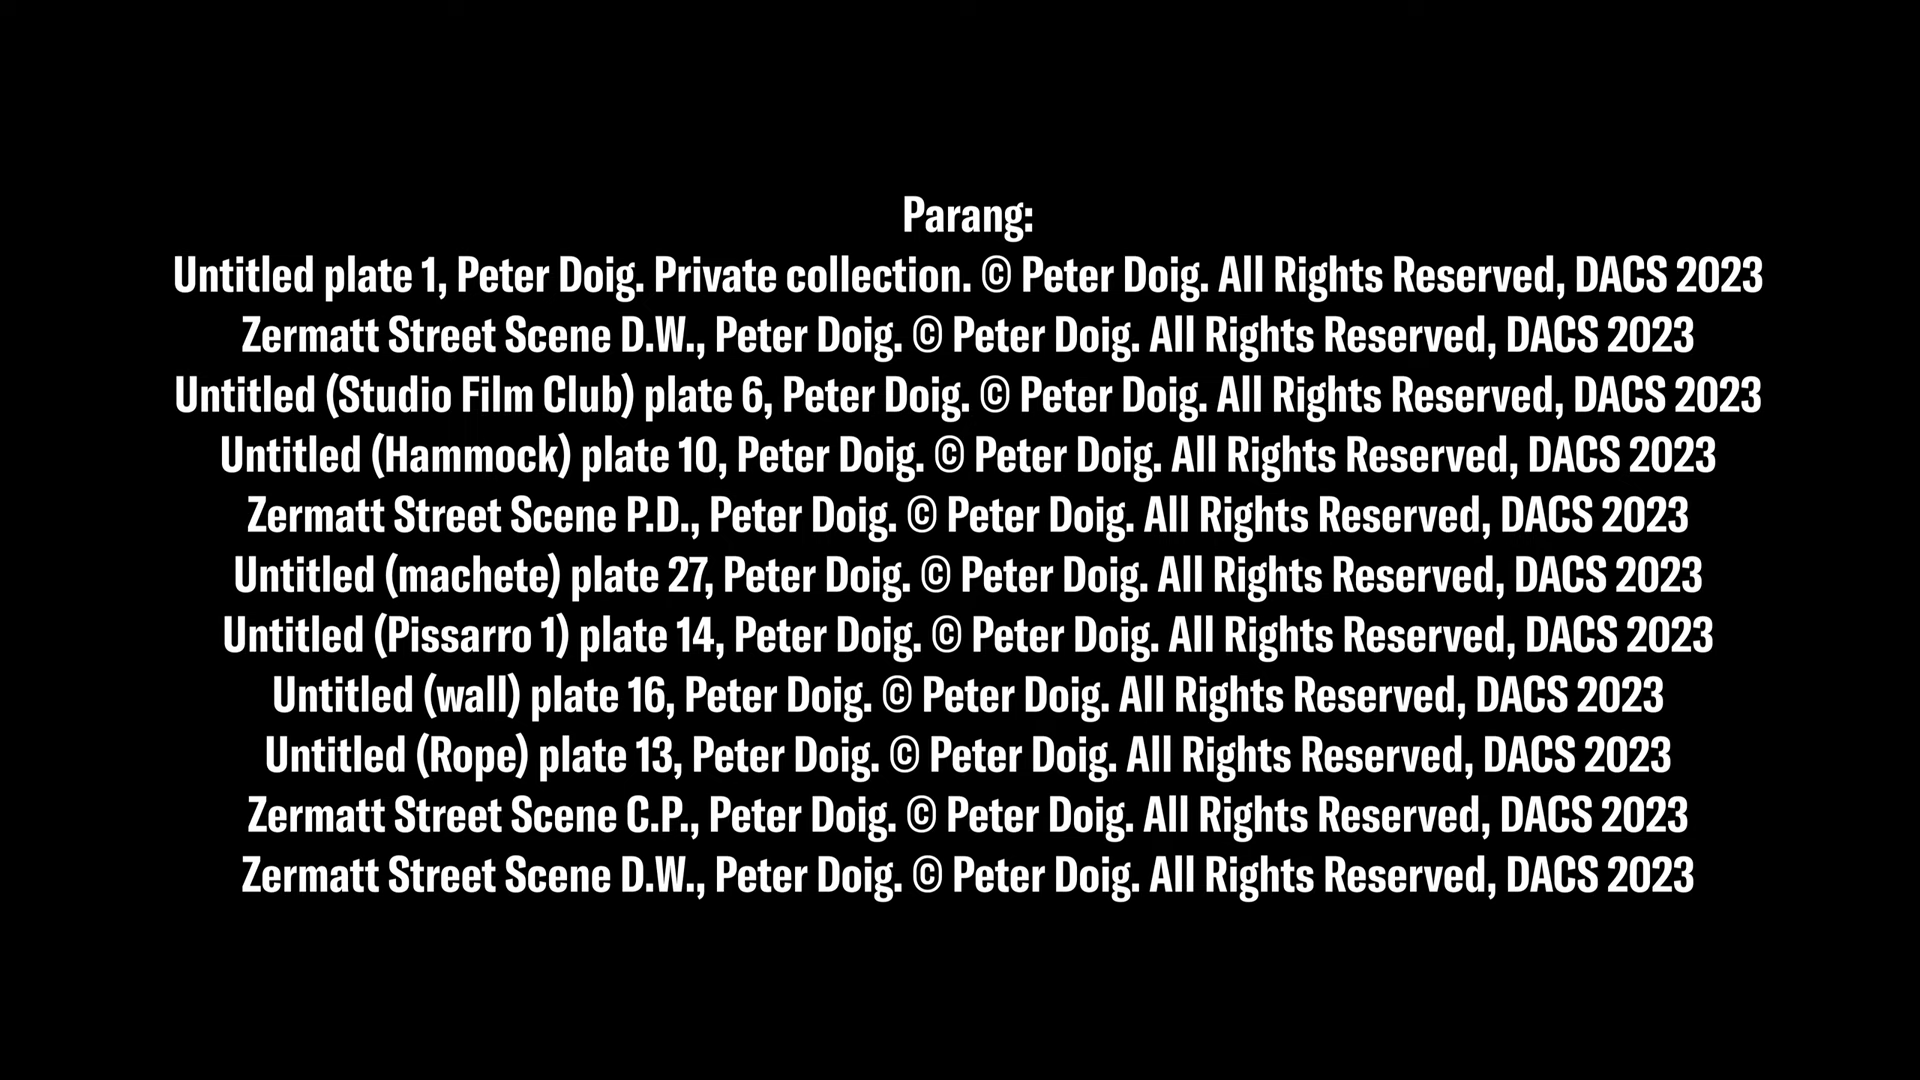 Parang:
Untitled plate 1, Peter Doig. Private collection. © Peter Doig. All Rights Reserved, DACS 2023
Zermatt Street Scene D.W., Peter Doig. © Peter Doig. All Rights Reserved, DACS 2023
Untitled (Studio Film Club) plate 6, Peter Doig. © Peter Doig. All Rights Reserved, DACS 2023
Untitled (Hammock) plate 10, Peter Doig. © Peter Doig. All Rights Reserved, DACS 2023
Zermatt Street Scene P.D., Peter Doig. © Peter Doig. All Rights Reserved, DACS 2023
Untitled (machete) plate 27, Peter Doig. © Peter Doig. All Rights Reserved, DACS 2023
Untitled (Pissarro 1) plate 14, Peter Doig. © Peter Doig. All Rights Reserved, DACS 2023
Untitled (wall) plate 16, Peter Doig. © Peter Doig. All Rights Reserved, DACS 2023
Untitled (Rope) plate 13, Peter Doig. © Peter Doig. All Rights Reserved, DACS 2023
Zermatt Street Scene C.P., Peter Doig. © Peter Doig. All Rights Reserved, DACS 2023
Zermatt Street Scene D.W., Peter Doig. © Peter Doig. All Rights Reserved, DACS 2023